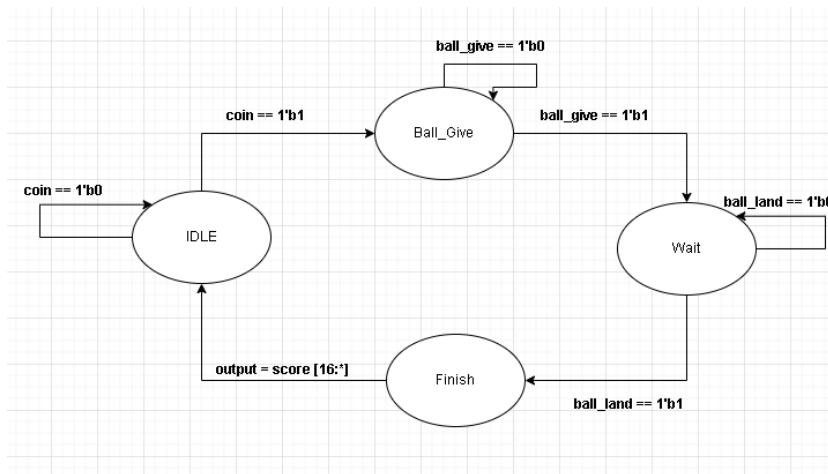 ball_give == 1'b0
coin == 1'b1
Ball_Give
ball_give == 1'b1
coin == 1'b0
IDLE
ball_land == 1'b0
Wait
output = score [16:*]
Finish
ball_land == 1'b1